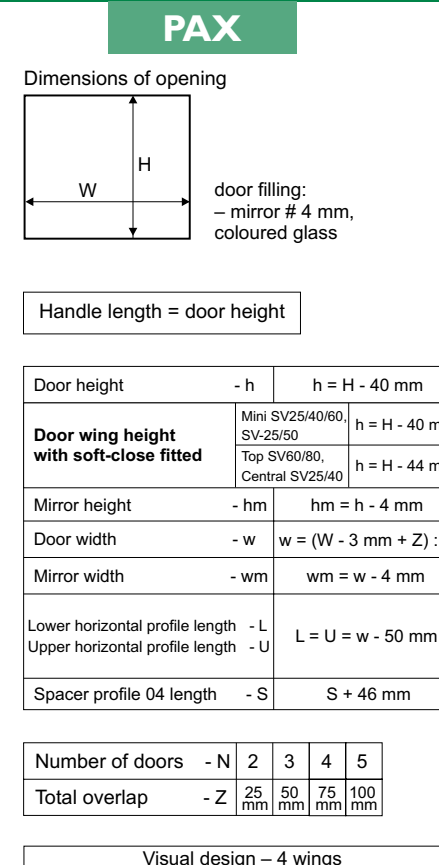 PAX
Dimensions of opening
H
W
door filling:
– mirror # 4 mm,
coloured glass
Handle length = door height
Door height - h h = H - 40 mm
Door wing height
with soft-close fitted
Mini SV25/40/60,
SV-25/50
h = H - 40 m
Top SV60/80,
Central SV25/40
h = H - 44 m
Mirror height - hm hm = h - 4 mm
Door width - w w = (W - 3 mm + Z) :
Mirror width - wm wm = w - 4 mm
Lower horizontal profile length - L
Upper horizontal profile length - U
L = U = w - 50 mm
Spacer profile 04 length - S S + 46 mm
Number of doors - N 2 3 4 5
Total overlap - Z 25 mm 50 mm 75 mm 100 mm
Visual design – 4 wings